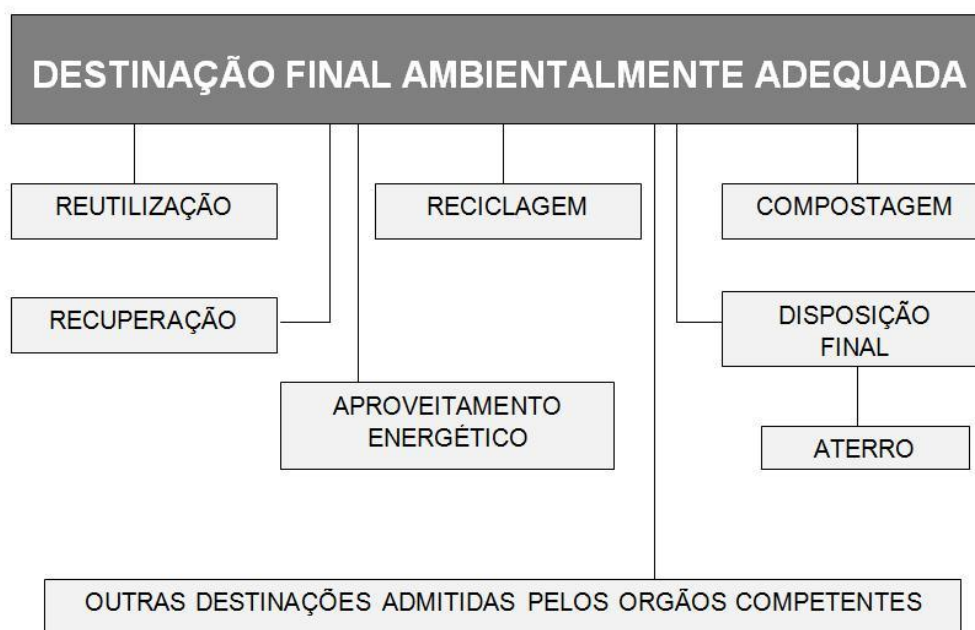 DESTINAÇÃO FINAL AMBIENTALMENTE ADEQUADA
REUTILIZAÇÃO
RECICLAGEM
COMPOSTAGEM
RECUPERAÇÃO
DISPOSIÇÃO
FINAL
APROVEITAMENTO
ENERGÉTICO
ATERRO
OUTRAS DESTINAÇÕES ADMITIDAS PELOS ORGÃOS COMPETENTES